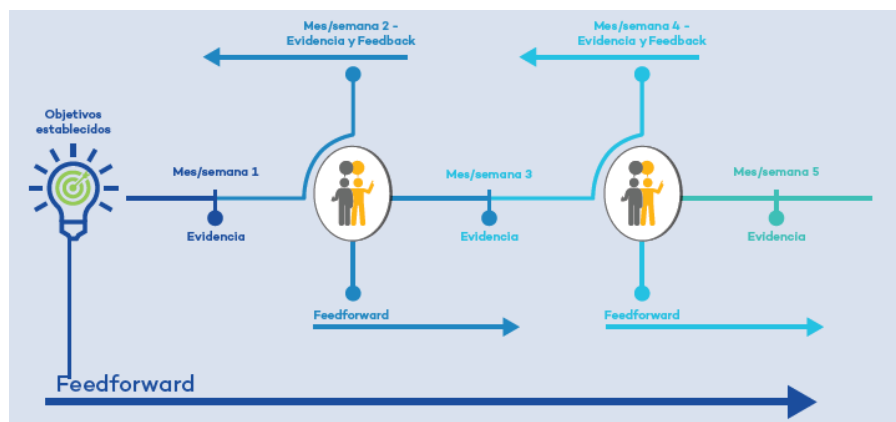 Mes/semana 2 -
Evidencia y Feedback
Mes/semana 4 -
Evidencia y Feedback
Objetivos
establecidos
Mes/semana 1
Mes/semana 3
Mes/semana 5
Evidencia
Evidencia
Evidencia
Feedforward
Feedforward
Feedforward